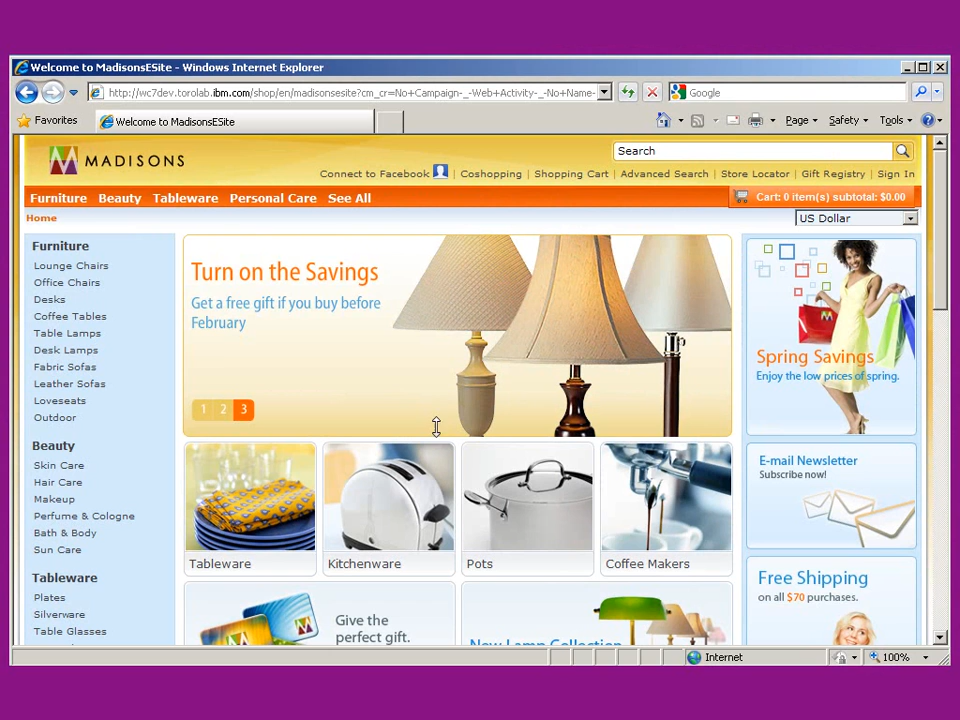 Welcome to MadisonsESite - Windows Internet Explorer
http://wc7dev.torolab.ibm.com/shop/en/madisonsesite?cm_cr=No+Campaign-_-Web+Activity-_-No+Name-
Google
Favorites
Welcome to MadisonsESite
Page
Safety
Tools
MADISONS
Search
Connect to Facebook | Coshopping | Shopping Cart | Advanced Search | Store Locator | Gift Registry | Sign In
Furniture Beauty Tableware Personal Care See All
Cart: 0 item(s) subtotal: $0.00
Home
US Dollar
Furniture
Lounge Chairs
Office Chairs
Desks
Coffee Tables
Table Lamps
Desk Lamps
Fabric Sofas
Leather Sofas
Loveseats
Outdoor
Beauty
Skin Care
Hair Care
Makeup
Perfume & Cologne
Bath & Body
Sun Care
Tableware
Plates
Silverware
Table Glasses
Turn on the Savings
Get a free gift if you buy before
February
1 2 3
Tableware
Kitchenware
Pots
Coffee Makers
Give the
perfect gift.
New Lamp Collection
Spring Savings
Enjoy the low prices of spring.
E-mail Newsletter
Subscribe now!
Free Shipping
on all $70 purchases.
Internet
100%